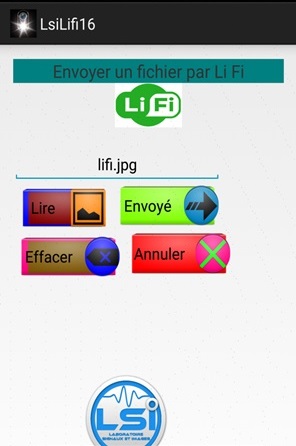 LsiLifi16
Envoyer un fichier par Li Fi
Li Fi
lifi.jpg
Lire
Envoyé
Effacer
Annuler
LSI
LABORATOIRE
SIGNAUX ET IMAGES